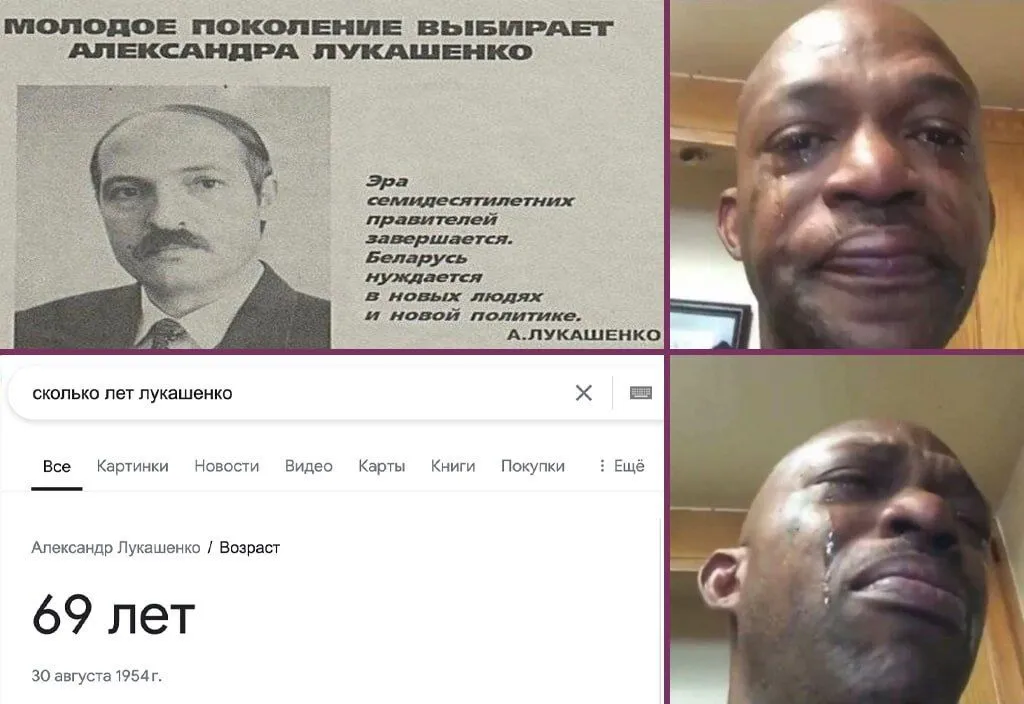 МОЛОДОЕ ПОКОЛЕНИЕ ВЫБИРАЕТ
АЛЕКСАНДРА ЛУКАШЕНКО
Эра
семидесятилетних
правителей
завершается.
Беларусь
нуждается
в новых людях
и новой политике.
А.ЛУКАШЕНКО
сколько лет лукашенко
Все Картинки Новости Видео Карты Книги Покупки Ещё
Александр Лукашенко / Возраст
69 лет
30 августа 1954 г.